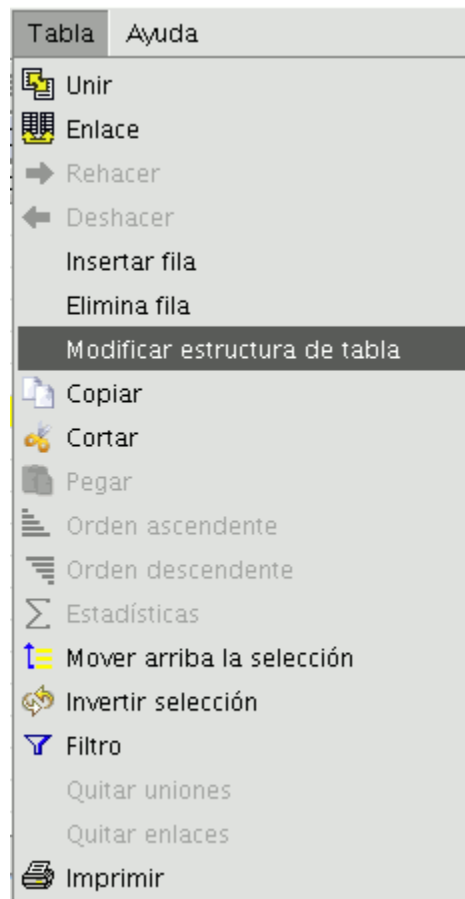 Tabla Ayuda
Unir
Enlace
Rehacer
Deshacer
Insertar fila
Elimina fila
Modificar estructura de tabla
Copiar
Cortar
Pegar
Orden ascendente
Orden descendente
Estadísticas
Mover arriba la selección
Invertir selección
Filtro
Quitar uniones
Quitar enlaces
Imprimir